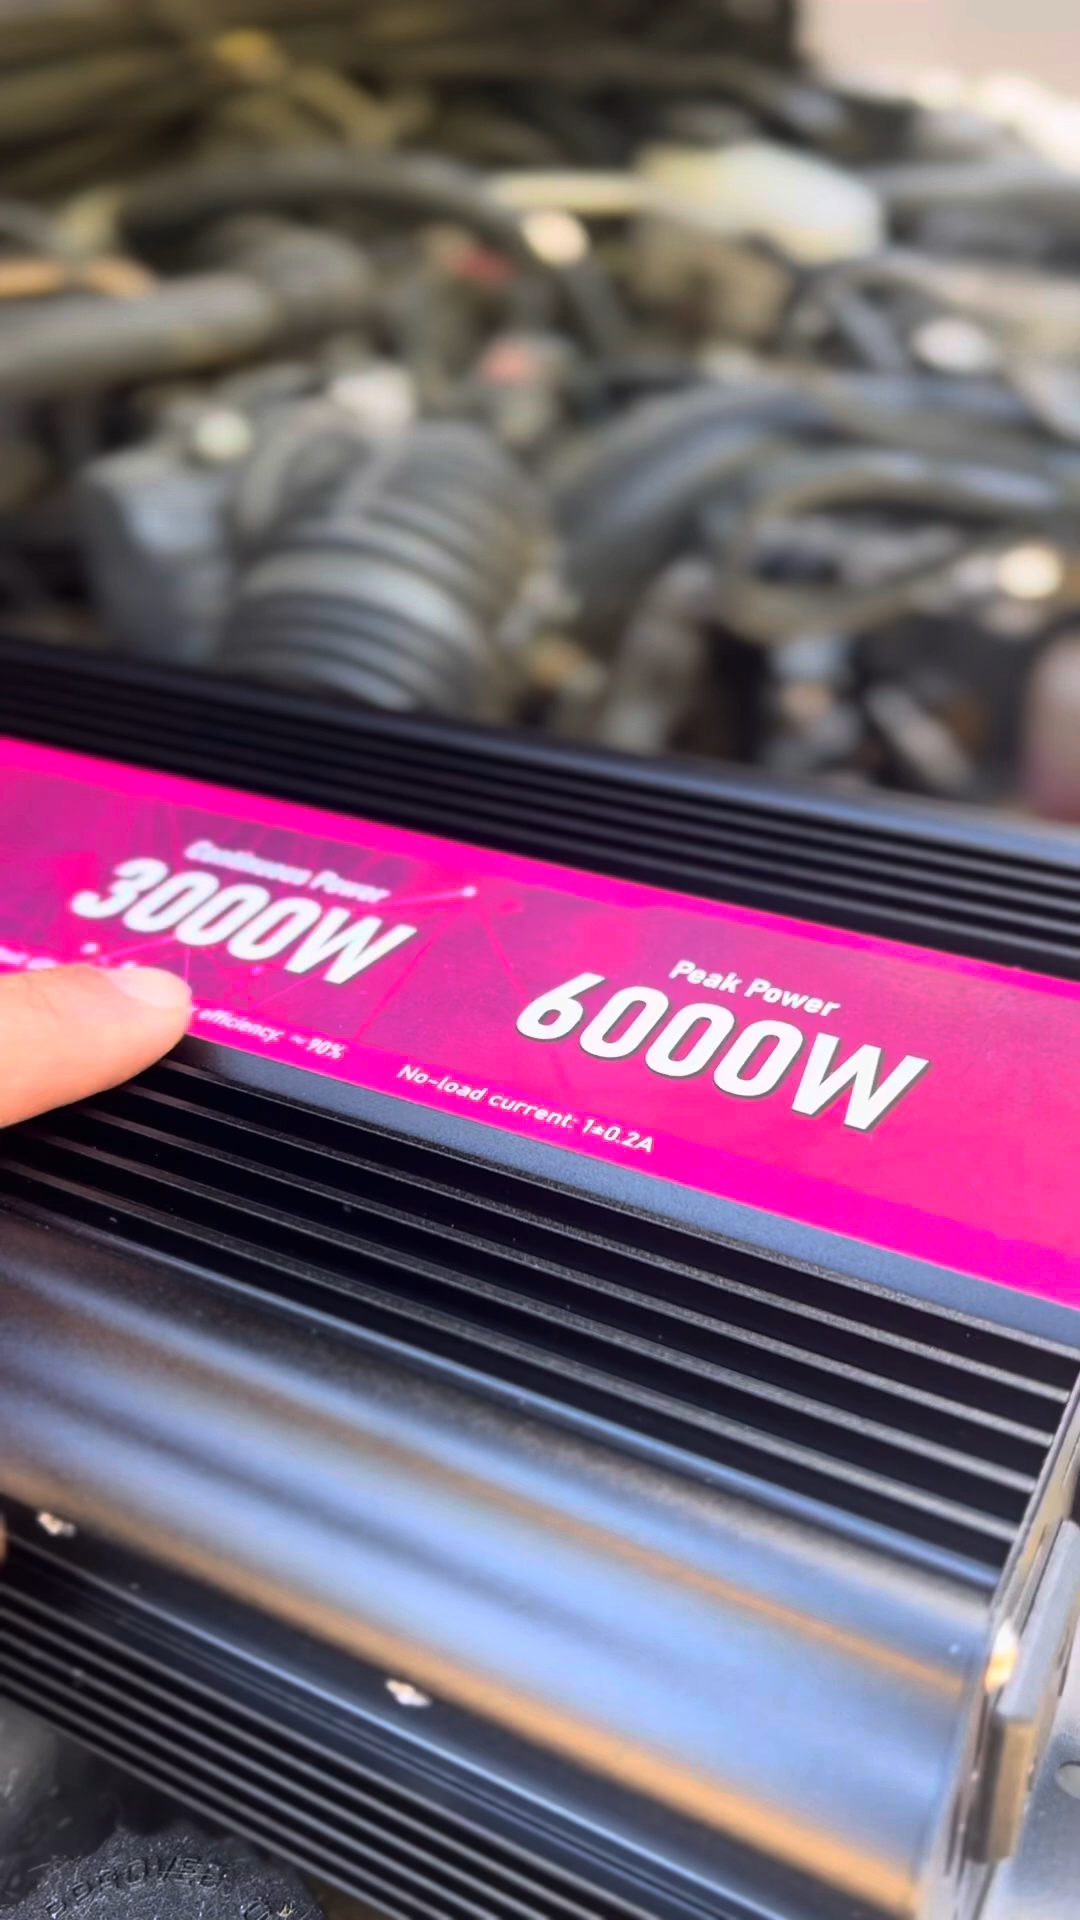 Continuous Power
3000W
efficiency: ~90%
Peak Power
6000W
No-load current: 1±0.2A